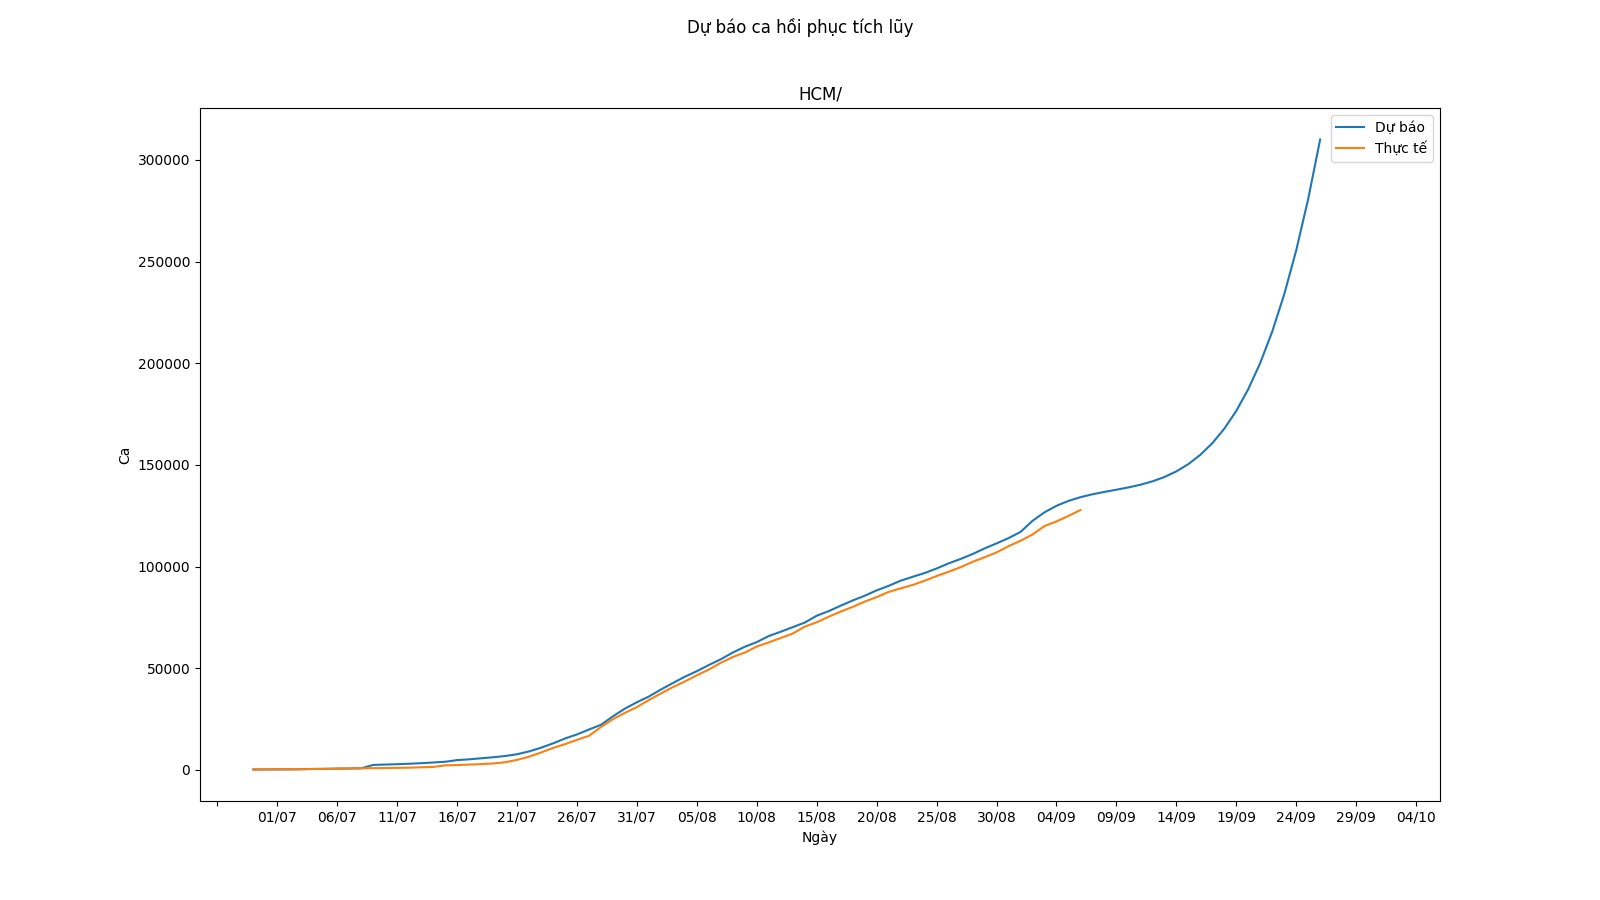 Dự báo ca hồi phục tích lũy
HCM/
Dự báo
Thực tế
300000
250000
200000
150000
100000
50000
0
Ca
01/07 06/07 11/07 16/07 21/07 26/07 31/07 05/08 10/08 15/08 20/08 25/08 30/08 04/09 09/09 14/09 19/09 24/09 29/09 04/10
Ngày